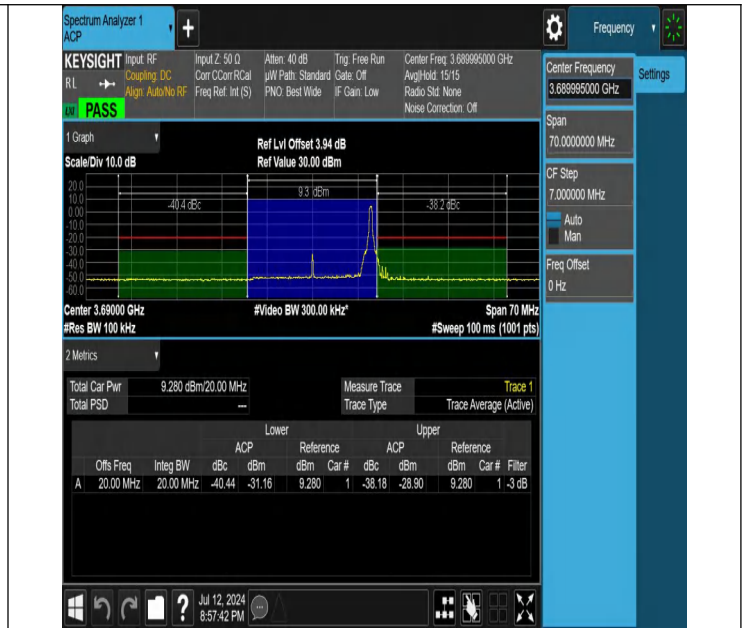 Spectrum Analyzer 1
ACP
Frequency
KEYSIGHT
R L
PASS
Input: RF
Coupling: DC
Align: Auto/No RF
Input Z: 50 Ω
Corr CCorr RCal
Freq Ref: Int (S)
Atten: 40 dB
µW Path: Standard
PNO: Best Wide
Trig: Free Run
Gate: Off
IF Gain: Low
Center Freq: 3.689995000 GHz
Avg|Hold: 15/15
Radio Std: None
Noise Correction: Off
Center Frequency
3.689995000 GHz
Settings
Span
70.0000000 MHz
CF Step
7.000000 MHz
Auto
Man
Freq Offset
0 Hz
1 Graph
Scale/Div 10.0 dB
Ref Lvl Offset 3.94 dB
Ref Value 30.00 dBm
20.0
10.0
0.00
-10.0
-20.0
-30.0
-40.0
-50.0
-60.0
-40.4 dBc
9.3 dBm
-38.2 dBc
Center 3.69000 GHz
#Video BW 300.00 kHz*
Span 70 MHz
#Res BW 100 kHz
#Sweep 100 ms (1001 pts)
2 Metrics
Total Car Pwr 9.280 dBm/20.00 MHz
Total PSD ---
Measure Trace Trace 1
Trace Type Trace Average (Active)
Lower Upper
ACP Reference ACP Reference
Offs Freq Integ BW dBc dBm dBm Car # dBc dBm dBm Car # Filter
A 20.00 MHz 20.00 MHz -40.44 -31.16 9.280 1 -38.18 -28.90 9.280 1 -3 dB
Jul 12, 2024
8:57:42 PM